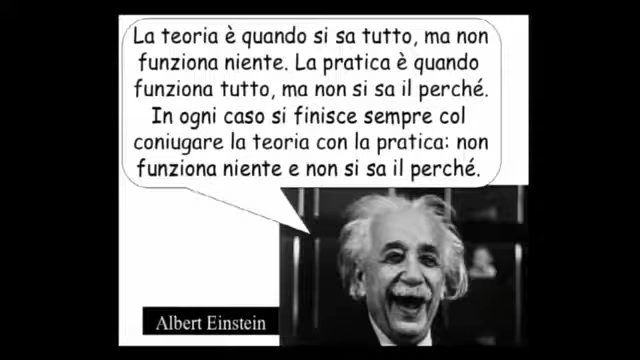 La teoria è quando si sa tutto, ma non
funziona niente. La pratica è quando
funziona tutto, ma non si sa il perché.
In ogni caso si finisce sempre col
coniugare la teoria con la pratica: non
funziona niente e non si sa il perché.
Albert Einstein